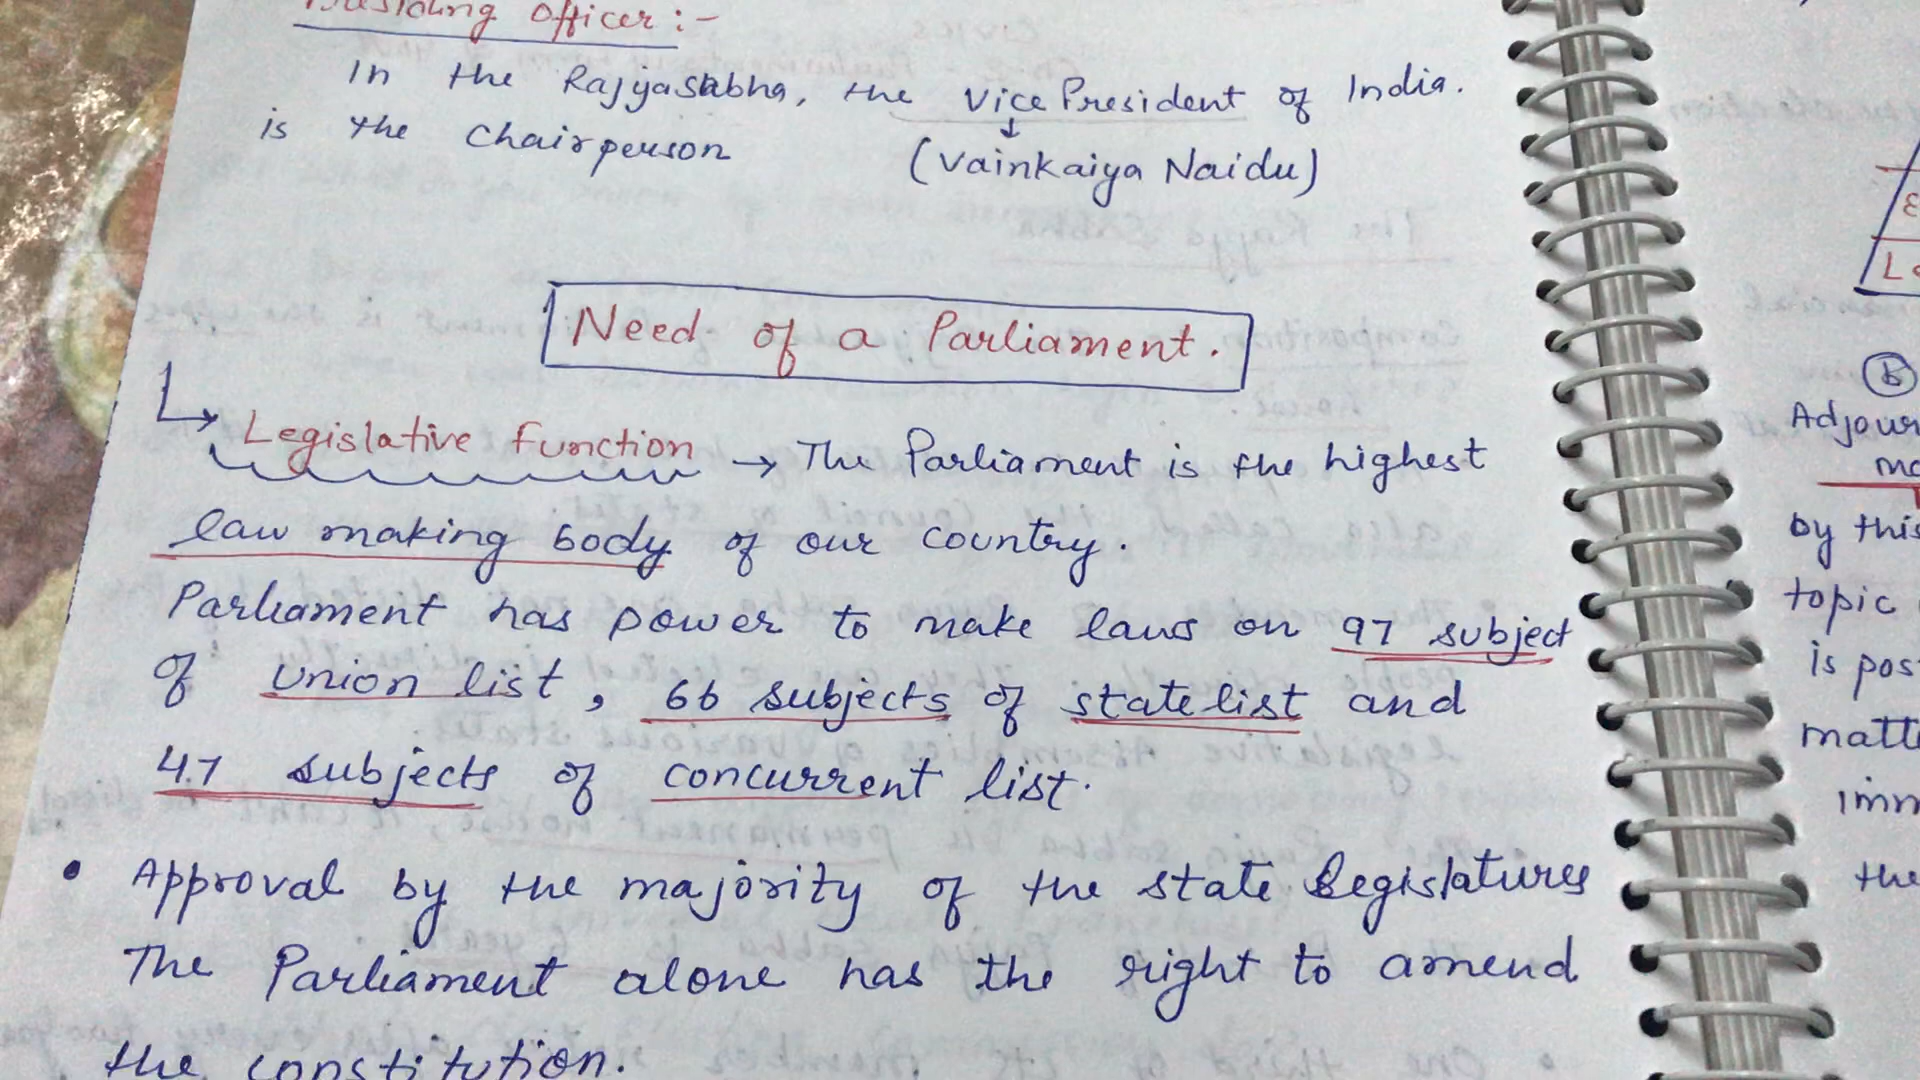 Presiding Officer :-
In the Rajyasabha, the Vice President of India.
is the Chairperson (Vainkaiya Naidu)
Need of a Parliament.
Legislative function → The Parliament is the highest
law making body of our country.
Parliament has power to make laws on 97 subject
of Union list, 66 subjects of state list and
47 subjects of concurrent list.
• Approval by the majority of the state Legislatures
The Parliament alone has the right to amend
the constitution.
B
Adjour
mo
by this
topic
is pos
matt
imm
the